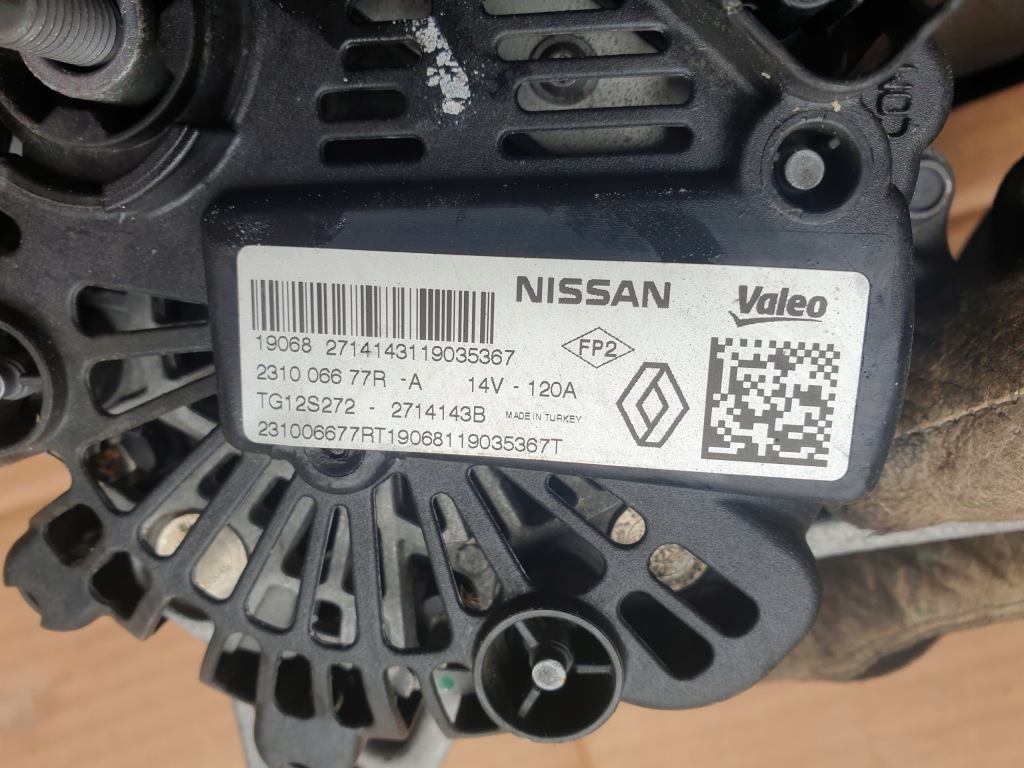 NISSAN
Valeo
19068 2714143119035367
FP2
2310 066 77R -A 14V - 120A
TG12S272 - 2714143B MADE IN TURKEY
231006677RT19068119035367T